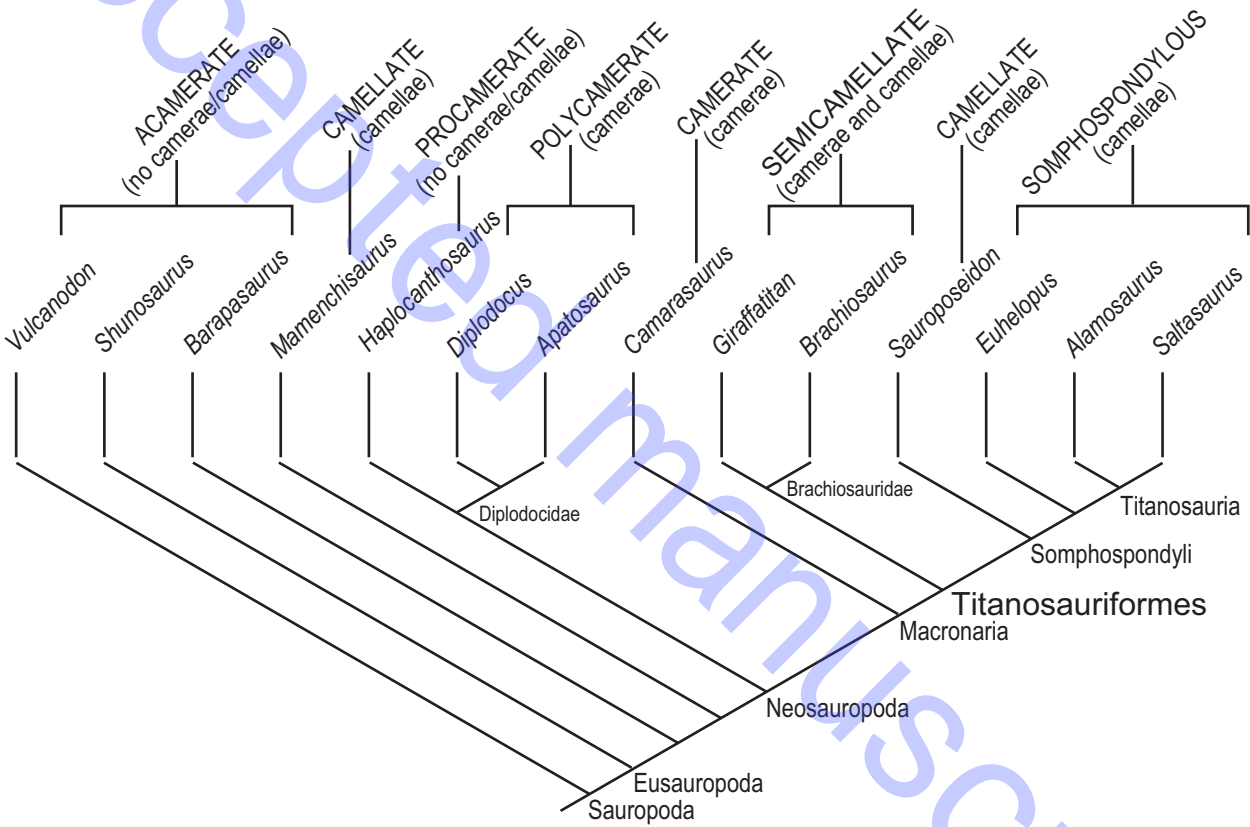 ACAMERATE
(no camerae/camellae)
CAMELLATE
(camellae)
PROCAMERATE
(no camerae/camellae)
POLYCAMERATE
(camerae)
CAMERATE
(camerae)
SEMICAMELLATE
(camerae and camellae)
CAMELLATE
(camellae)
SOMPHOSPONDYLOUS
(camellae)
Vulcanodon
Shunosaurus
Barapasaurus
Mamenchisaurus
Haplocanthosaurus
Diplodocus
Apatosaurus
Camarasaurus
Giraffatitan
Brachiosaurus
Sauroposeidon
Euhelopus
Alamosaurus
Saltasaurus
Diplodocidae
Brachiosauridae
Titanosauria
Somphospondyli
Titanosauriformes
Macronaria
Neosauropoda
Eusauropoda
Sauropoda
ccepted manusc